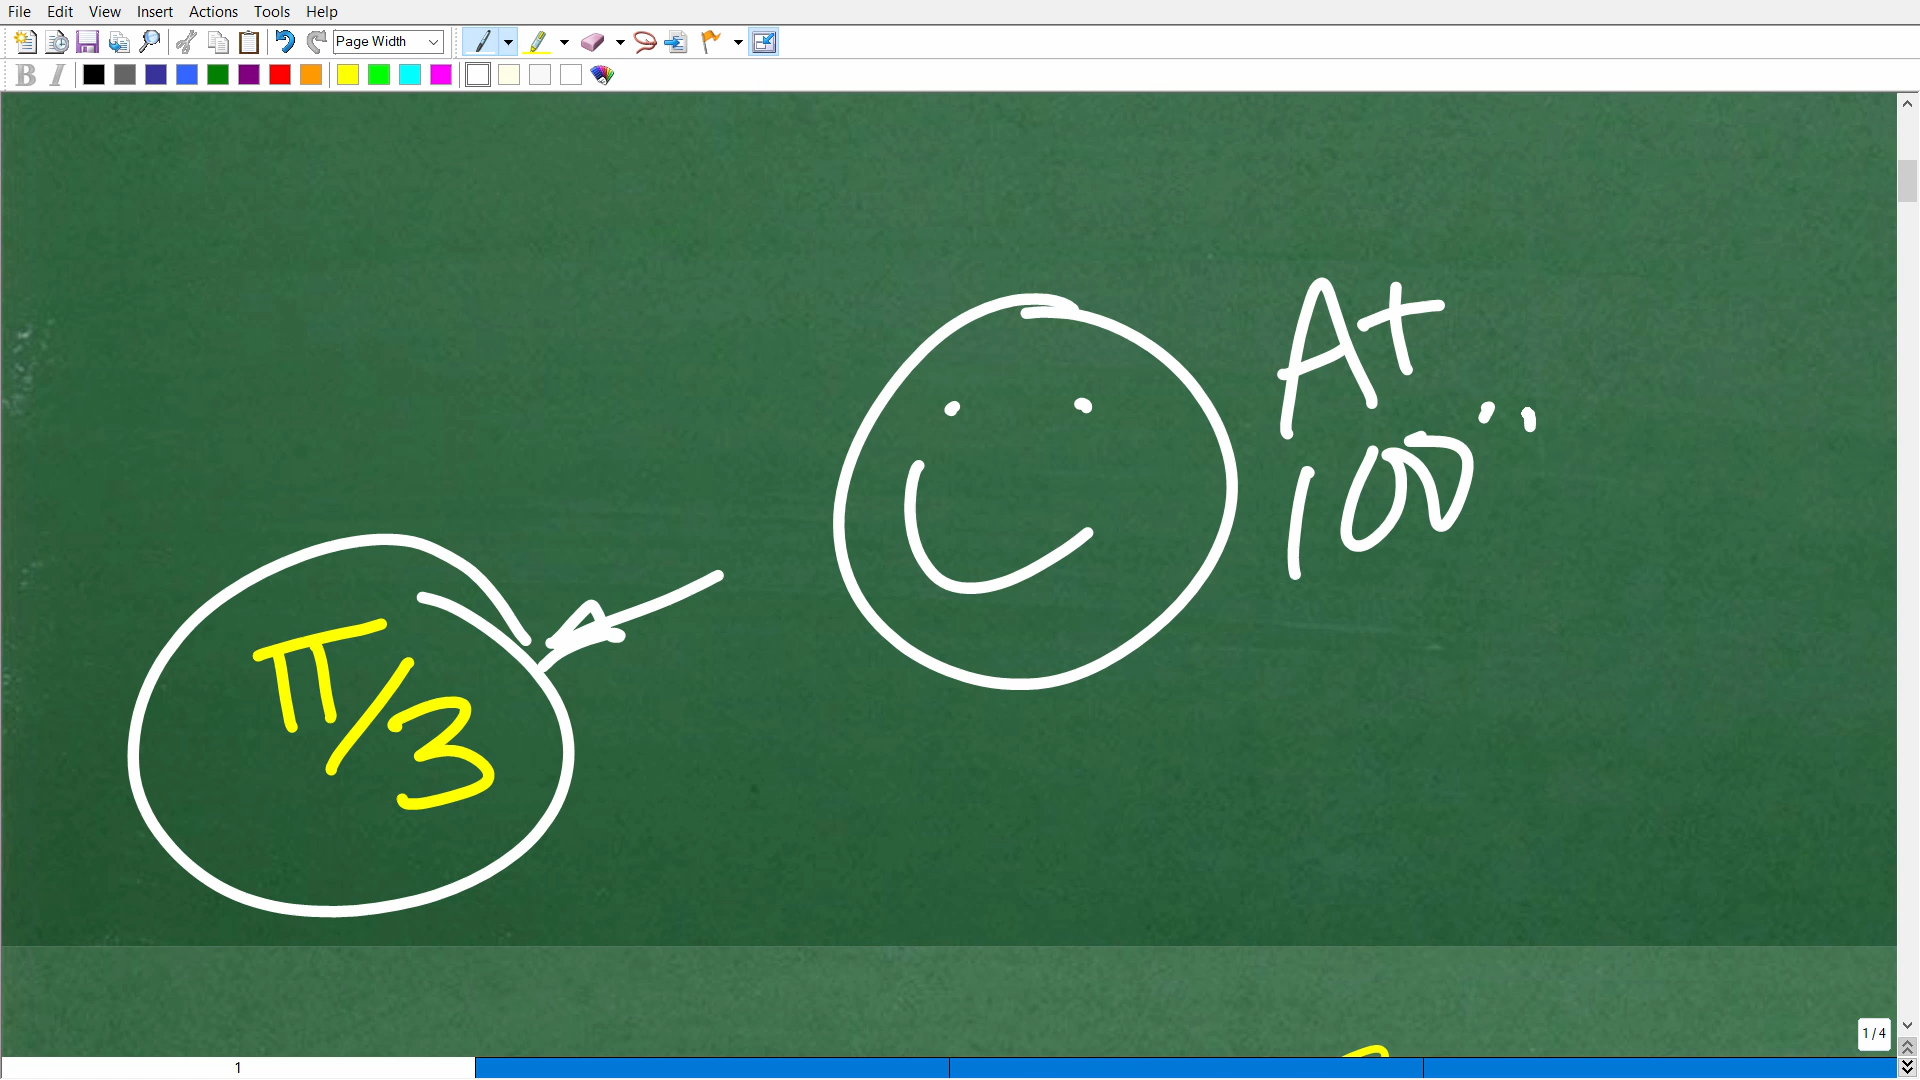 File Edit View Insert Actions Tools Help
Page Width
B I
A+
100
π/3
1 / 4
1